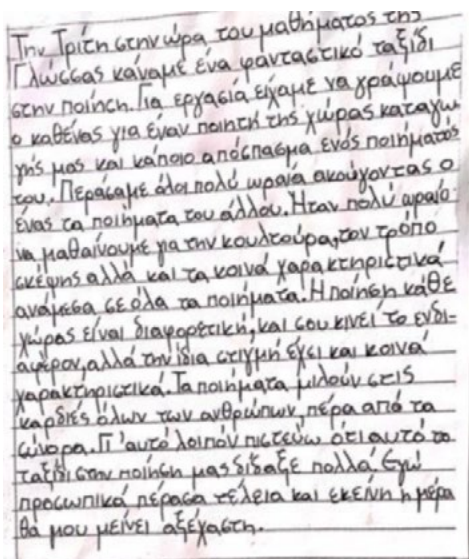 Την Τρίτη στην ώρα του μαθήματος της
Γλώσσας κάναμε ένα φανταστικό ταξίδι
στην ποίηση. Για εργασία είχαμε να γράψουμε
ο καθένας για έναν ποιητή της χώρας καταγω
γής μας και κάποιο απόσπασμα ενός ποιήματός
του. Περάσαμε όλοι πολύ ωραία ακούγοντας ο
ένας τα ποιήματα του άλλου. Ήταν πολύ ωραίο
να μαθαίνουμε για την κουλτούρα, τον τρόπο
σκέψης αλλά και τα κοινά χαρακτηριστικά
ανάμεσα σε όλα τα ποιήματα. Η ποίηση κάθε
χώρας είναι διαφορετική, και σου κινεί το ενδι-
αφέρον, αλλά την ίδια στιγμή έχει και κοινά
χαρακτηριστικά. Τα ποιήματα μιλούν στις
καρδιές όλων των ανθρώπων, πέρα από τα
σύνορα. Γι'αυτό λοιπόν πιστεύω ότι αυτό το
ταξίδι στην ποίηση μας δίδαξε πολλά. Εγώ
προσωπικά πέρασα τέλεια και εκείνη η μέρα
θα μου μείνει αξέχαστη.